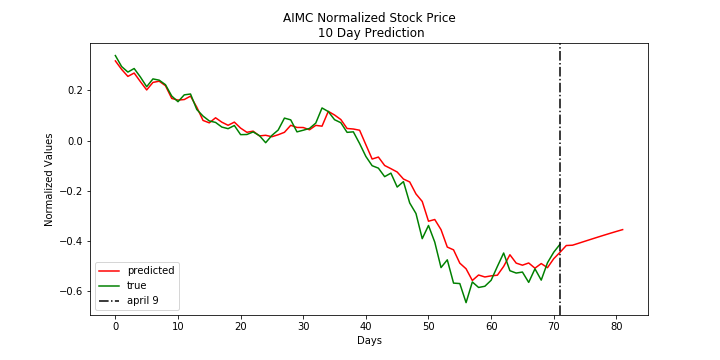 AIMC Normalized Stock Price
10 Day Prediction
Normalized Values
0.2
0.0
−0.2
−0.4
−0.6
predicted
true
april 9
0 10 20 30 40 50 60 70 80
Days